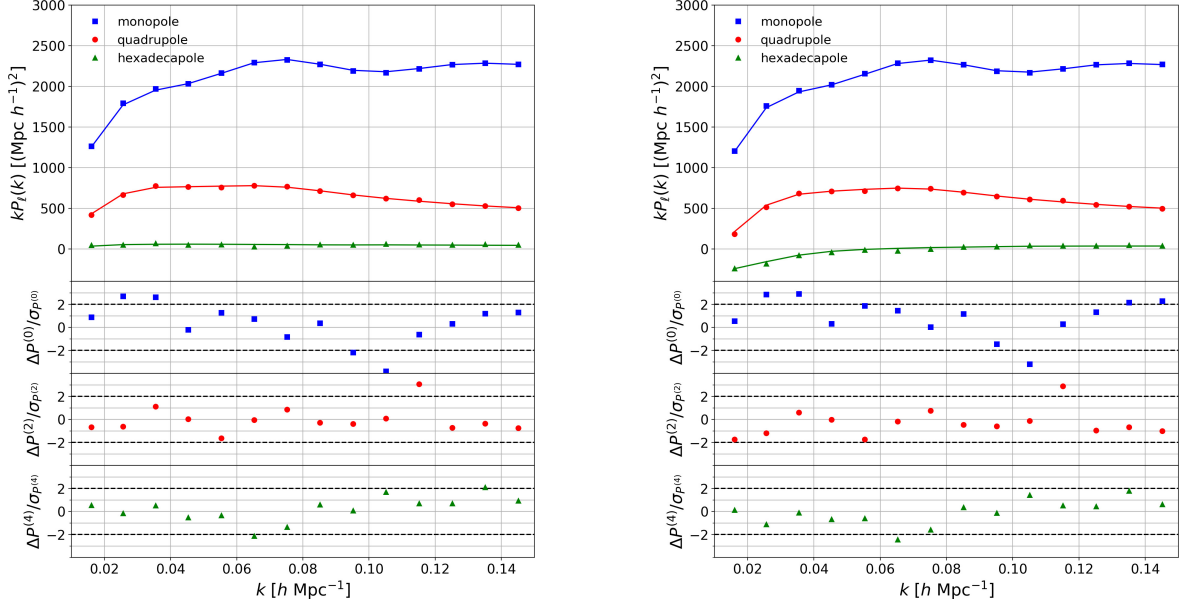 3000
2500
2000
1500
1000
500
0
kPℓ(k) [(Mpc h⁻¹)²]
monopole
quadrupole
hexadecapole
2
0
−2
ΔP⁽⁰⁾/σP⁽⁰⁾
2
0
−2
ΔP⁽²⁾/σP⁽²⁾
2
0
−2
ΔP⁽⁴⁾/σP⁽⁴⁾
0.02 0.04 0.06 0.08 0.10 0.12 0.14
k [h Mpc⁻¹]
3000
2500
2000
1500
1000
500
0
kPℓ(k) [(Mpc h⁻¹)²]
monopole
quadrupole
hexadecapole
2
0
−2
ΔP⁽⁰⁾/σP⁽⁰⁾
2
0
−2
ΔP⁽²⁾/σP⁽²⁾
2
0
−2
ΔP⁽⁴⁾/σP⁽⁴⁾
0.02 0.04 0.06 0.08 0.10 0.12 0.14
k [h Mpc⁻¹]